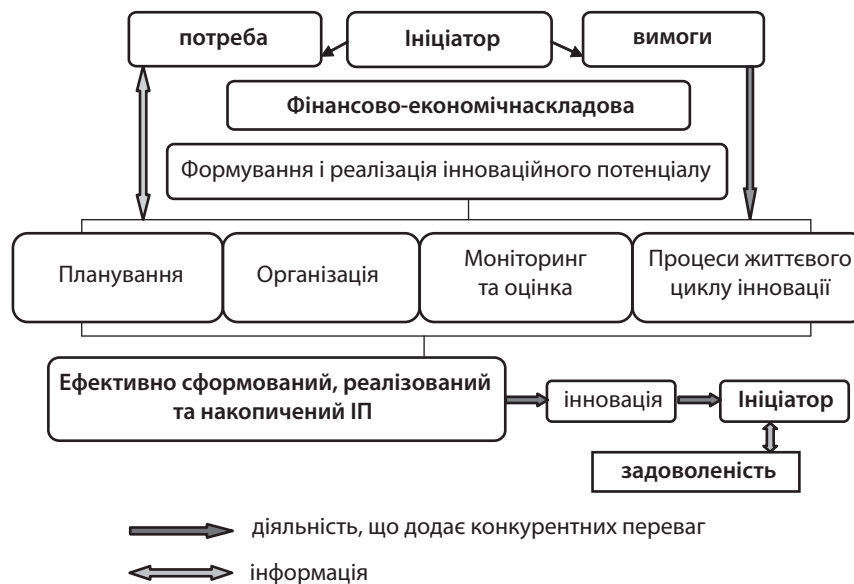 потреба
Ініціатор
вимоги
Фінансово-економічнаскладова
Формування і реалізація інноваційного потенціалу
Планування
Організація
Моніторинг
та оцінка
Процеси життєвого
циклу інновації
Ефективно сформований, реалізований
та накопичений ІП
інновація
Ініціатор
задоволеність
діяльність, що додає конкурентних переваг
інформація